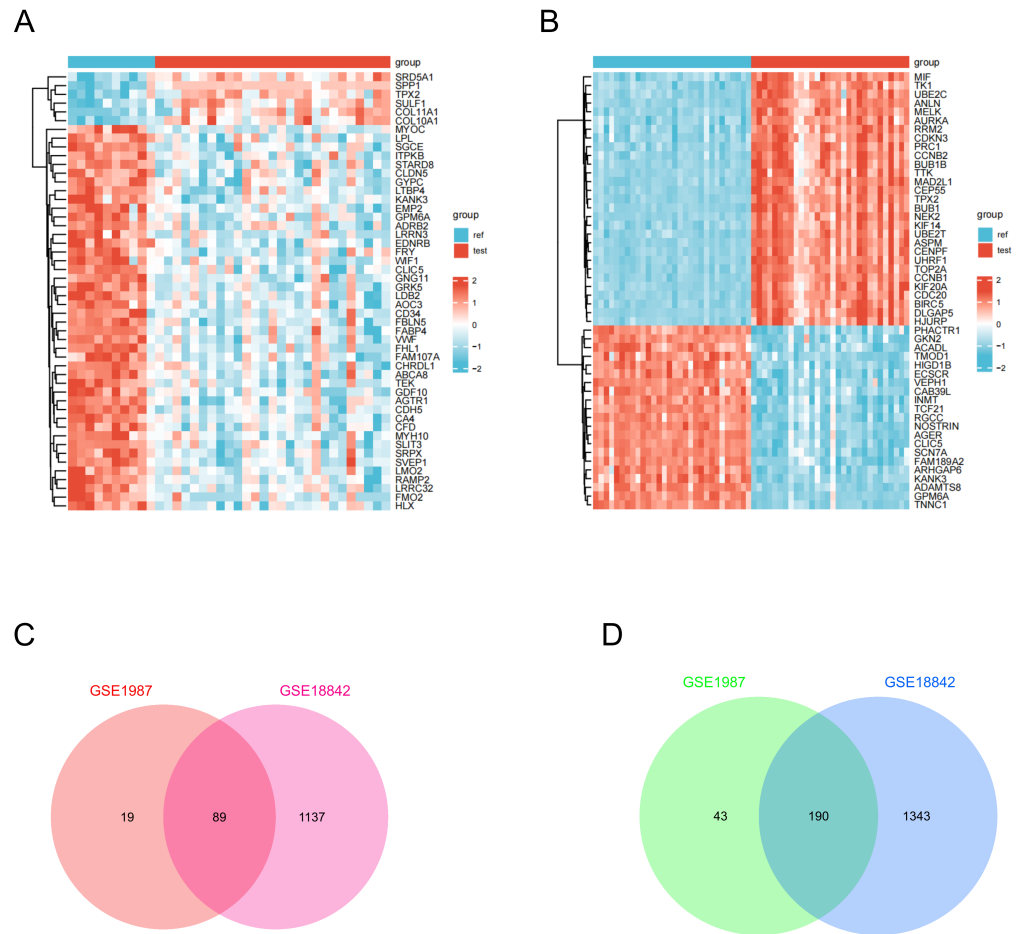 A
B
group
SRD5A1
SPP1
TPX2
SULF1
COL11A1
COL10A1
MYOC
LPL
SGCE
ITPKB
STARD8
CLDN5
GYPC
LTBP4
KANK3
EMP2
GPM6A
ADRB2
LRRN3
EDNRB
FRY
WIF1
CLIC5
GNG11
GRK5
LDB2
AOC3
CD34
FBLN5
FABP4
VWF
FHL1
FAM107A
CHRDL1
ABCA8
TEK
GDF10
AGTR1
CDH5
CA4
CFD
MYH10
SLIT3
SRPX
SVEP1
LMO2
RAMP2
LRRC32
FMO2
HLX
group
ref
test
2
1
0
−1
−2
group
MIF
TK1
UBE2C
ANLN
MELK
AURKA
RRM2
CDKN3
PRC1
CCNB2
BUB1B
TTK
MAD2L1
CEP55
TPX2
BUB1
NEK2
KIF14
UBE2T
ASPM
CENPF
UHRF1
TOP2A
CCNB1
KIF20A
CDC20
BIRC5
DLGAP5
HJURP
PHACTR1
GKN2
ACADL
TMOD1
HIGD1B
ECSCR
VEPH1
CAB39L
INMT
TCF21
RGCC
NOSTRIN
AGER
CLIC5
SCN7A
FAM189A2
ARHGAP6
KANK3
ADAMTS8
GPM6A
TNNC1
group
ref
test
2
1
0
−1
−2
C
D
GSE1987
GSE18842
19
89
1137
GSE1987
GSE18842
43
190
1343